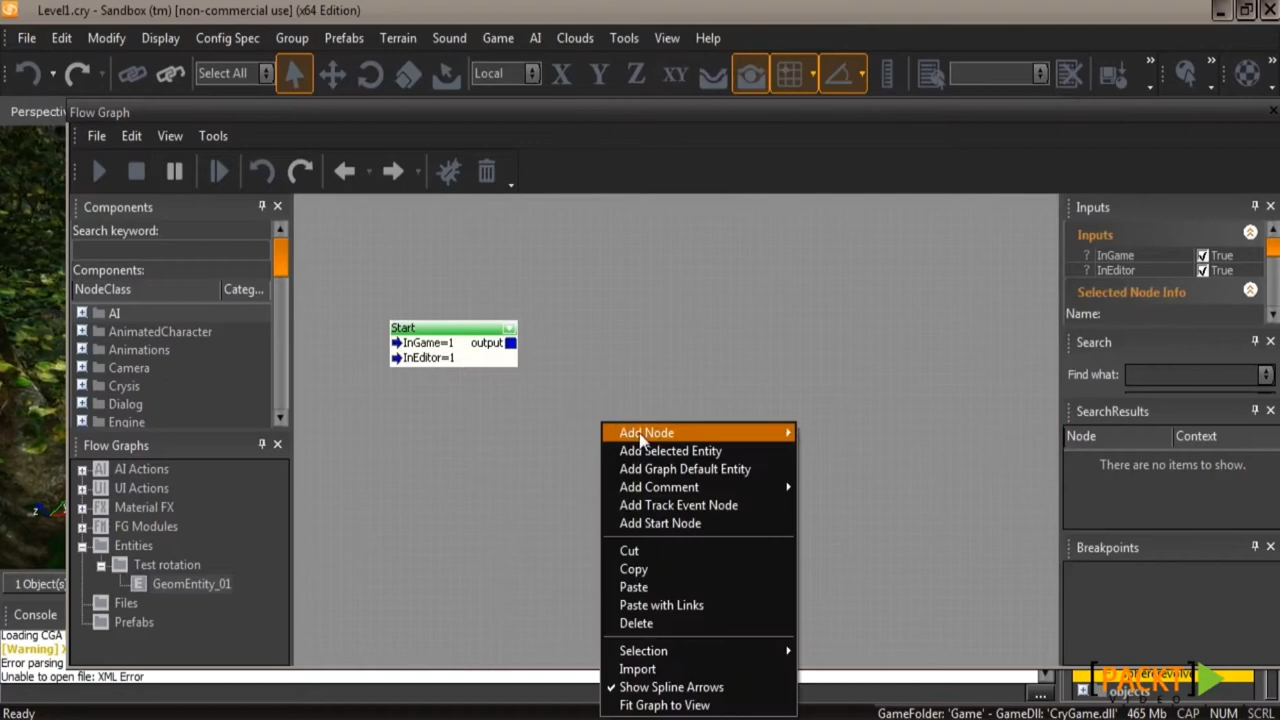 Level1.cry - Sandbox (tm) [non-commercial use] (x64 Edition)
File Edit Modify Display Config Spec Group Prefabs Terrain Sound Game AI Clouds Tools View Help
Select All Local X Y Z XY
Flow Graph
File Edit View Tools
Components
Search keyword:
Components:
NodeClass Categ...
AI
AnimatedCharacter
Animations
Camera
Crysis
Dialog
Engine
Flow Graphs
AI Actions
UI Actions
Material FX
FG Modules
Entities
Test rotation
GeomEntity_01
Files
Prefabs
Start
InGame=1 output
InEditor=1
Add Node
Add Selected Entity
Add Graph Default Entity
Add Comment
Add Track Event Node
Add Start Node
Cut
Copy
Paste
Paste with Links
Delete
Selection
Import
Show Spline Arrows
Fit Graph to View
Inputs
Inputs
? InGame True
? InEditor True
Selected Node Info
Name:
Search
Find what:
SearchResults
Node Context
There are no items to show.
Breakpoints
1 Object(s)
Console
Loading CGA
[Warning]
Error parsing
Unable to open file: XML Error
objects
[PACKT]
VIDEO
Ready
GameFolder: 'Game' - GameDll: 'CryGame.dll' 465 Mb CAP NUM SCRL